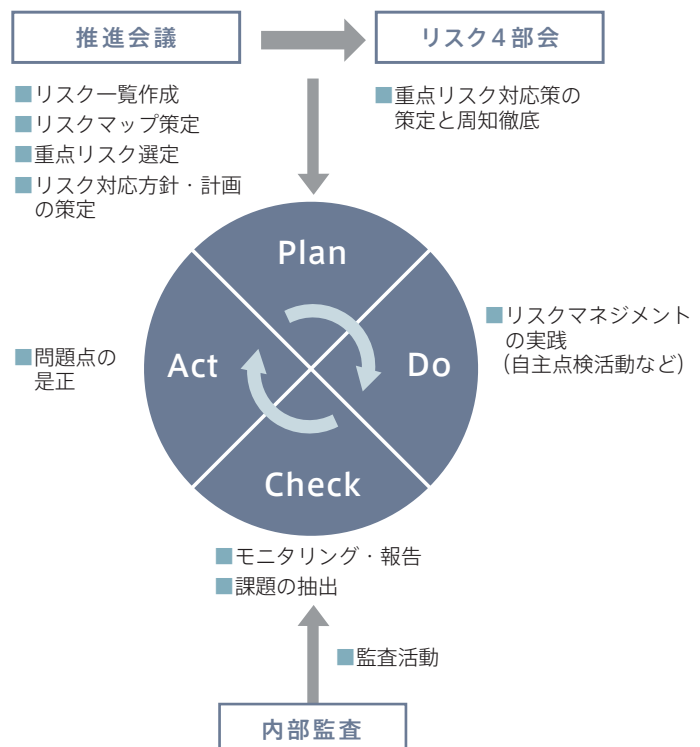 推進会議
リスク4部会
■リスク一覧作成
■リスクマップ策定
■重点リスク選定
■リスク対応方針・計画
の策定
■重点リスク対応策の
策定と周知徹底
Plan
■リスクマネジメント
の実践
（自主点検活動など）
■問題点の
是正
Act
Do
Check
■モニタリング・報告
■課題の抽出
■監査活動
内部監査